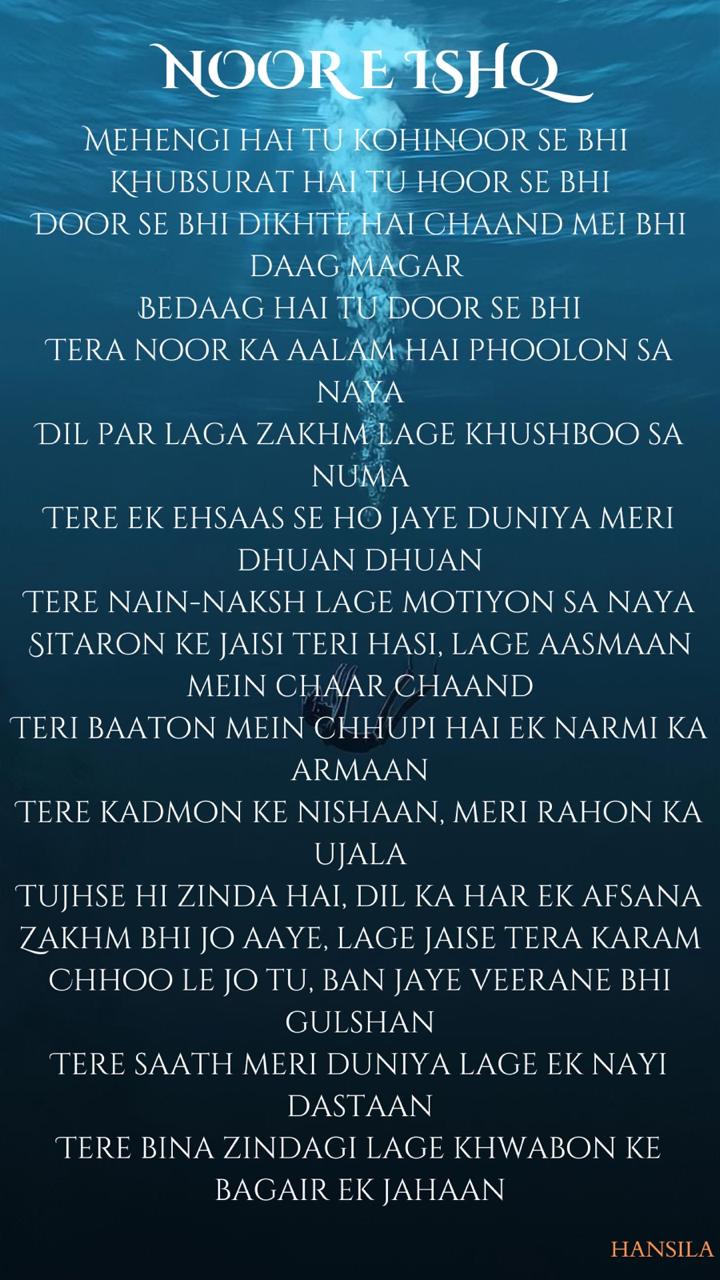 NOOR E ISHQ
MEHENGI HAI TU KOHINOOR SE BHI
KHUBSURAT HAI TU HOOR SE BHI
DOOR SE BHI DIKHTE HAI CHAAND MEI BHI
DAAG MAGAR
BEDAAG HAI TU DOOR SE BHI
TERA NOOR KA AALAM HAI PHOOLON SA
NAYA
DIL PAR LAGA ZAKHM LAGE KHUSHBOO SA
NUMA
TERE EK EHSAAS SE HO JAYE DUNIYA MERI
DHUAN DHUAN
TERE NAIN-NAKSH LAGE MOTIYON SA NAYA
SITARON KE JAISI TERI HASI, LAGE AASMAAN
MEIN CHAAR CHAAND
TERI BAATON MEIN CHHUPI HAI EK NARMI KA
ARMAAN
TERE KADMON KE NISHAAN, MERI RAHON KA
UJALA
TUJHSE HI ZINDA HAI, DIL KA HAR EK AFSANA
ZAKHM BHI JO AAYE, LAGE JAISE TERA KARAM
CHHOO LE JO TU, BAN JAYE VEERANE BHI
GULSHAN
TERE SAATH MERI DUNIYA LAGE EK NAYI
DASTAAN
TERE BINA ZINDAGI LAGE KHWABON KE
BAGAIR EK JAHAAN
HANSILA